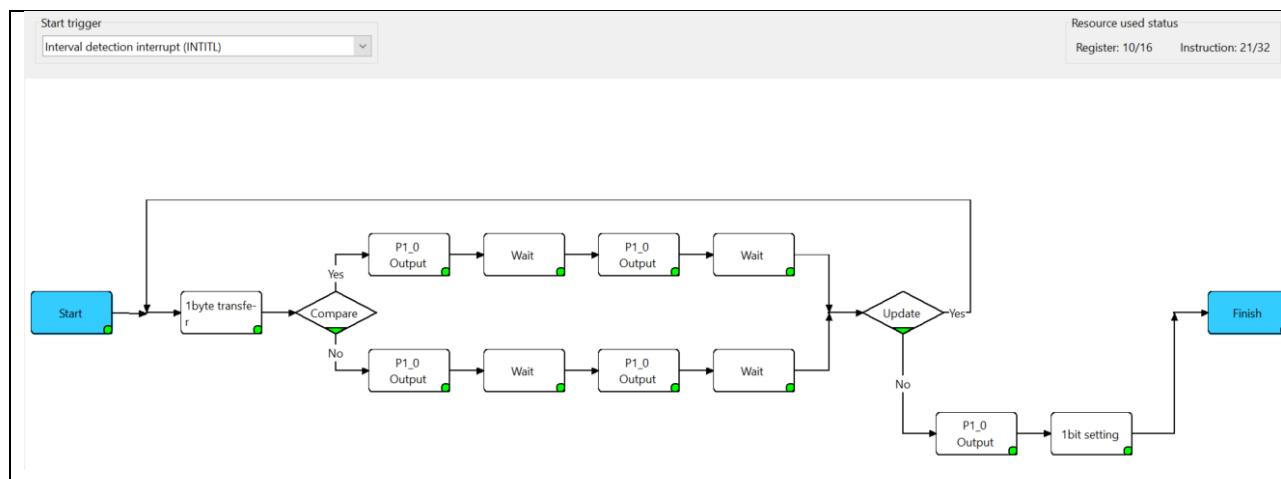 Start trigger
Interval detection interrupt (INTITL)
Resource used status
Register: 10/16 Instruction: 21/32
P1_0
Output
Wait
P1_0
Output
Wait
Yes
Start
1byte transfe-
r
Compare
Update
Yes
Finish
No
P1_0
Output
Wait
P1_0
Output
Wait
No
P1_0
Output
1bit setting